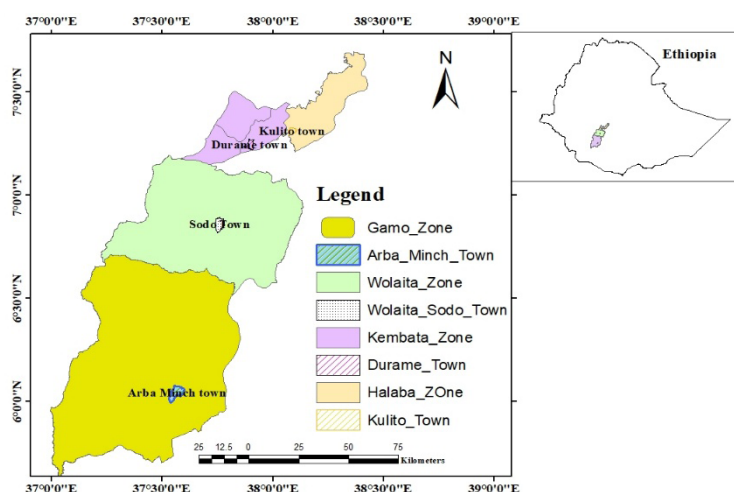 37°0'0"E 37°30'0"E 38°0'0"E 38°30'0"E 39°0'0"E
Ethiopia
N
7°30'0"N
Kulito town
Durame town
7°0'0"N
Legend
Gamo_Zone
Sodo Town
Arba_Minch_Town
Wolaita_Zone
6°30'0"N
Wolaita_Sodo_Town
Kembata_Zone
Durame_Town
Arba Minch town
6°0'0"N
Halaba_ZOne
Kulito_Town
25 12.5 0 25 50 75
Kilometers
37°0'0"E 37°30'0"E 38°0'0"E 38°30'0"E 39°0'0"E